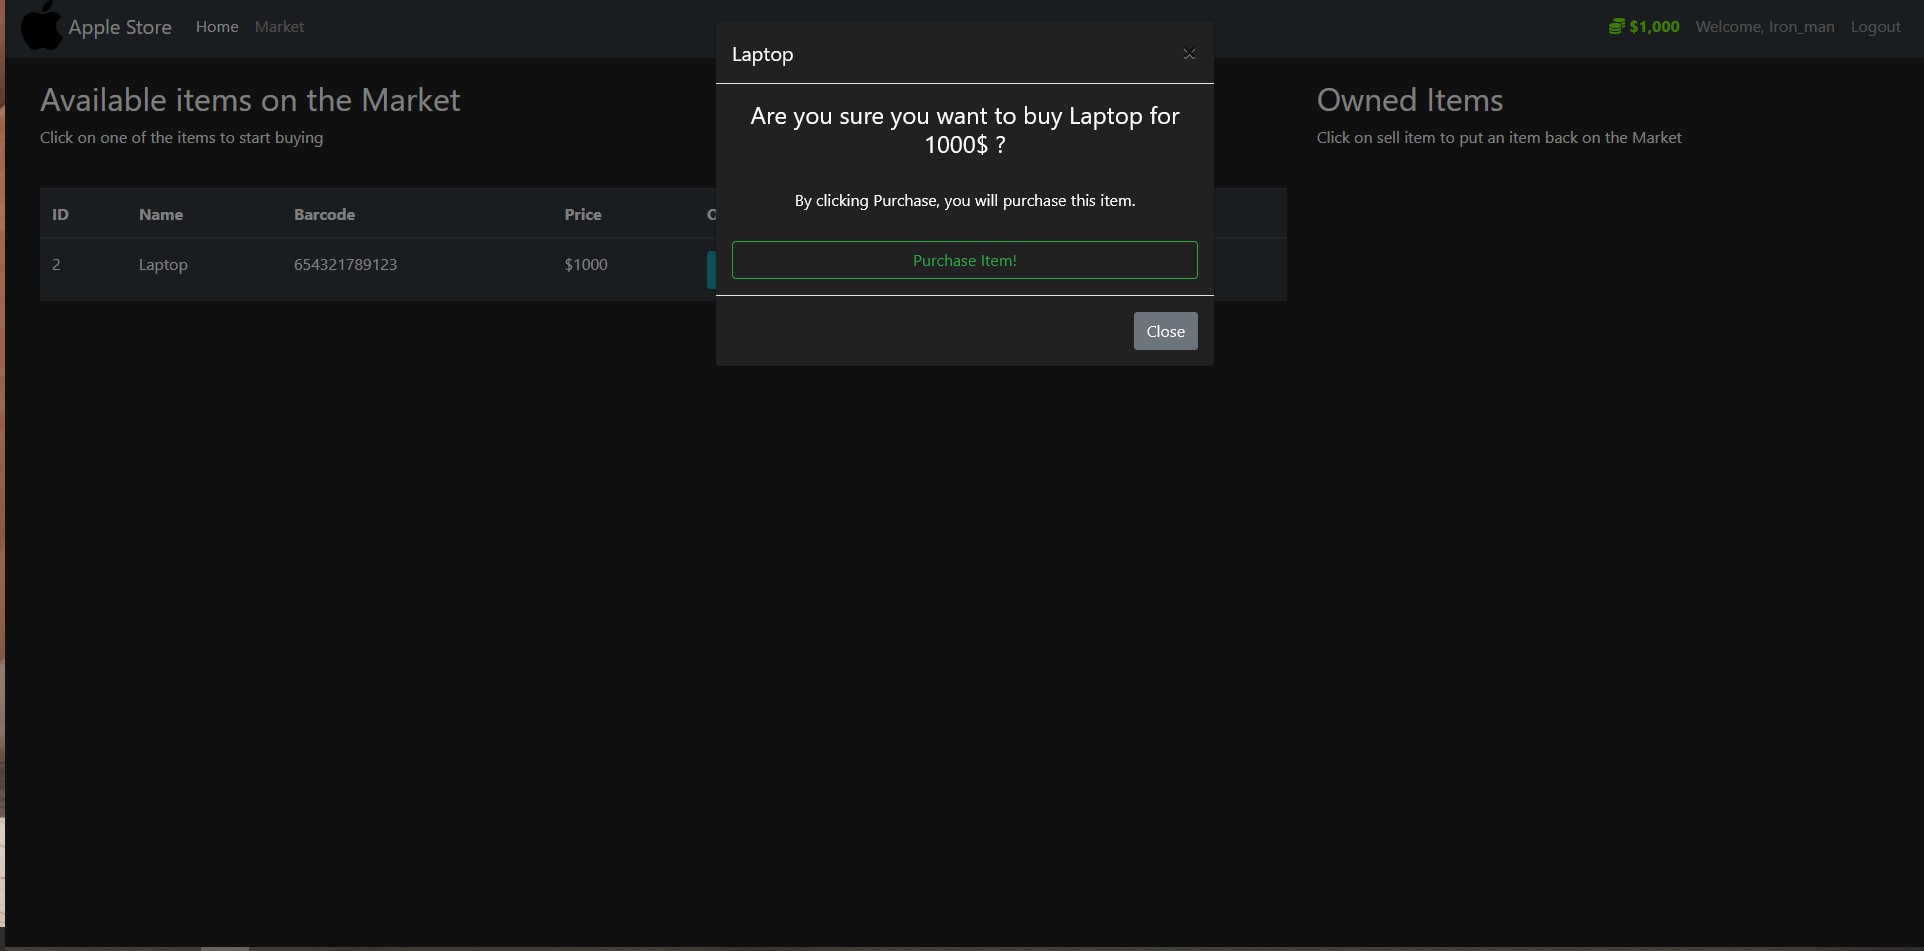 Apple Store Home Market
$1,000 Welcome, Iron_man Logout
Laptop ×
Are you sure you want to buy Laptop for
1000$ ?
By clicking Purchase, you will purchase this item.
Purchase Item!
Close
Available items on the Market
Click on one of the items to start buying
ID Name Barcode Price
2 Laptop 654321789123 $1000
Owned Items
Click on sell item to put an item back on the Market